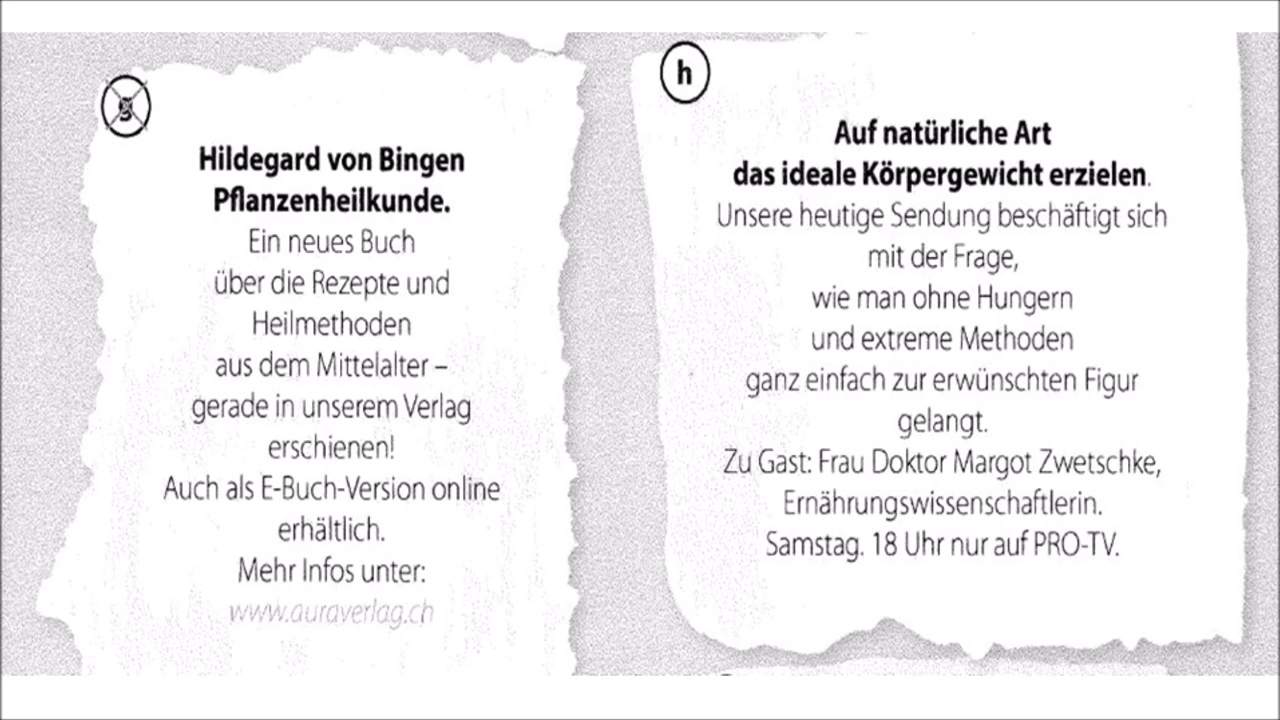 g
Hildegard von Bingen
Pflanzenheilkunde.
Ein neues Buch
über die Rezepte und
Heilmethoden
aus dem Mittelalter –
gerade in unserem Verlag
erschienen!
Auch als E-Buch-Version online
erhältlich.
Mehr Infos unter:
www.auraverlag.ch
h
Auf natürliche Art
das ideale Körpergewicht erzielen.
Unsere heutige Sendung beschäftigt sich
mit der Frage,
wie man ohne Hungern
und extreme Methoden
ganz einfach zur erwünschten Figur
gelangt.
Zu Gast: Frau Doktor Margot Zwetschke,
Ernährungswissenschaftlerin.
Samstag. 18 Uhr nur auf PRO-TV.